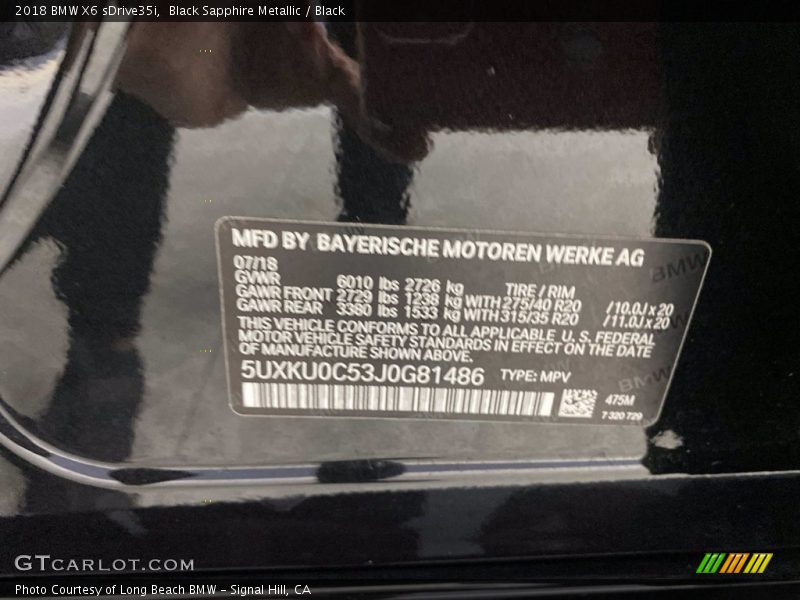 2018 BMW X6 sDrive35i, Black Sapphire Metallic / Black
MFD BY BAYERISCHE MOTOREN WERKE AG
07/18
GVWR 6010 lbs 2726 kg TIRE / RIM
GAWR FRONT 2729 lbs 1238 kg WITH 275/40 R20 /10.0J x 20
GAWR REAR 3380 lbs 1533 kg WITH 315/35 R20 /11.0J x 20
THIS VEHICLE CONFORMS TO ALL APPLICABLE U. S. FEDERAL
MOTOR VEHICLE SAFETY STANDARDS IN EFFECT ON THE DATE
OF MANUFACTURE SHOWN ABOVE.
5UXKU0C53J0G81486 TYPE: MPV
475M
7 320 729
BMW
BMW
GTCARLOT.COM
Photo Courtesy of Long Beach BMW - Signal Hill, CA